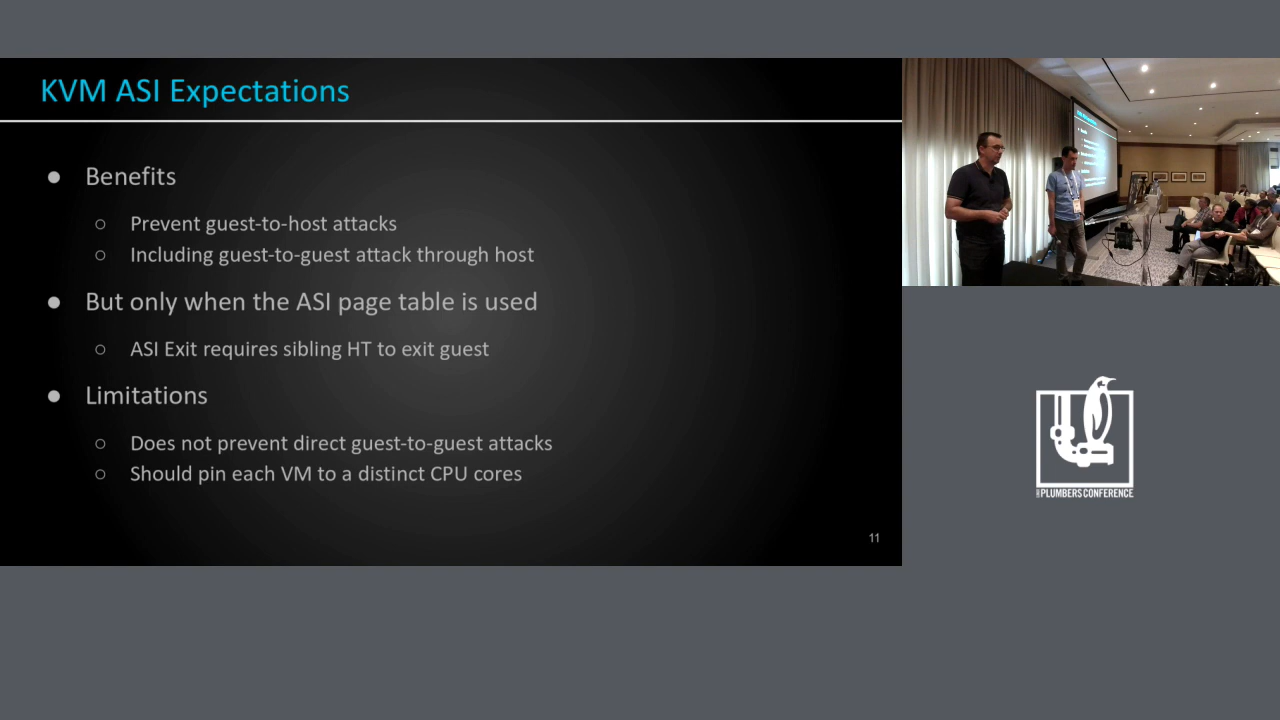 KVM ASI Expectations
● Benefits
○ Prevent guest-to-host attacks
○ Including guest-to-guest attack through host
● But only when the ASI page table is used
○ ASI Exit requires sibling HT to exit guest
● Limitations
○ Does not prevent direct guest-to-guest attacks
○ Should pin each VM to a distinct CPU cores
11
PLUMBERS CONFERENCE